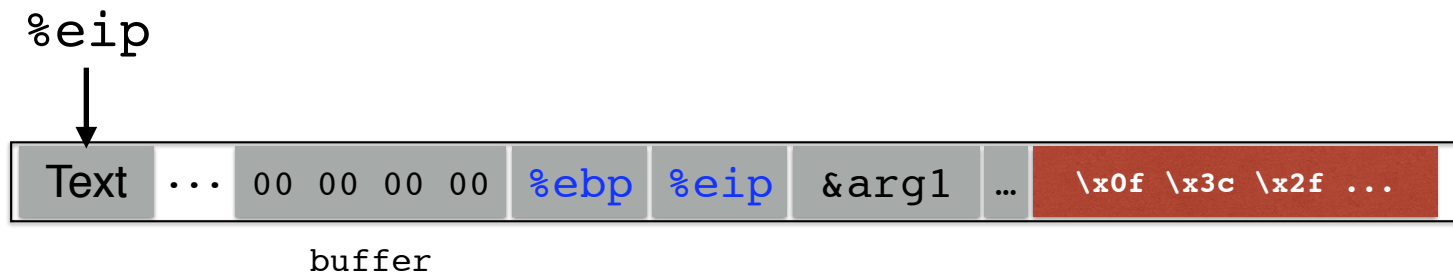 %eip
Text ... 00 00 00 00 %ebp %eip &arg1 … \x0f \x3c \x2f ...
buffer